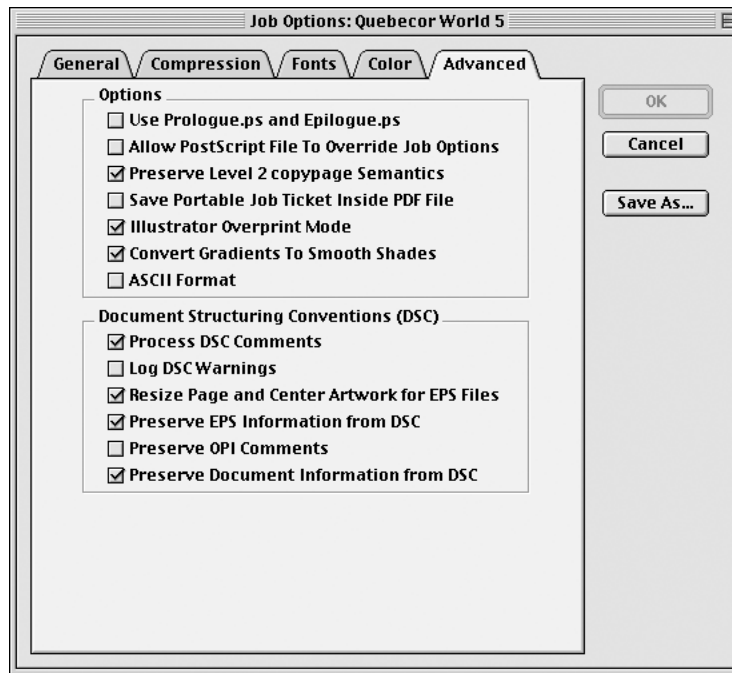 Job Options: Quebecor World 5
General Compression Fonts Color Advanced
Options
Use Prologue.ps and Epilogue.ps
Allow PostScript File To Override Job Options
Preserve Level 2 copypage Semantics
Save Portable Job Ticket Inside PDF File
Illustrator Overprint Mode
Convert Gradients To Smooth Shades
ASCII Format
Document Structuring Conventions (DSC)
Process DSC Comments
Log DSC Warnings
Resize Page and Center Artwork for EPS Files
Preserve EPS Information from DSC
Preserve OPI Comments
Preserve Document Information from DSC
OK
Cancel
Save As...